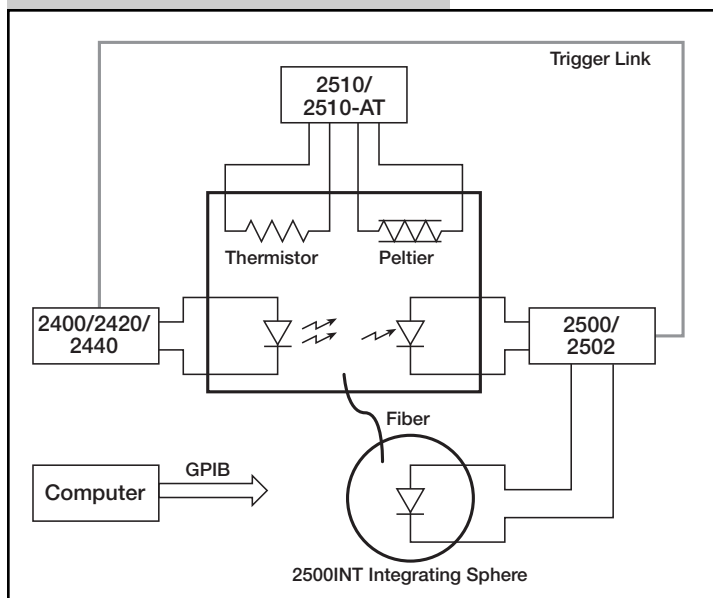 Trigger Link
2510/
2510-AT
Thermistor
Peltier
2400/2420/
2440
2500/
2502
Fiber
Computer
GPIB
2500INT Integrating Sphere